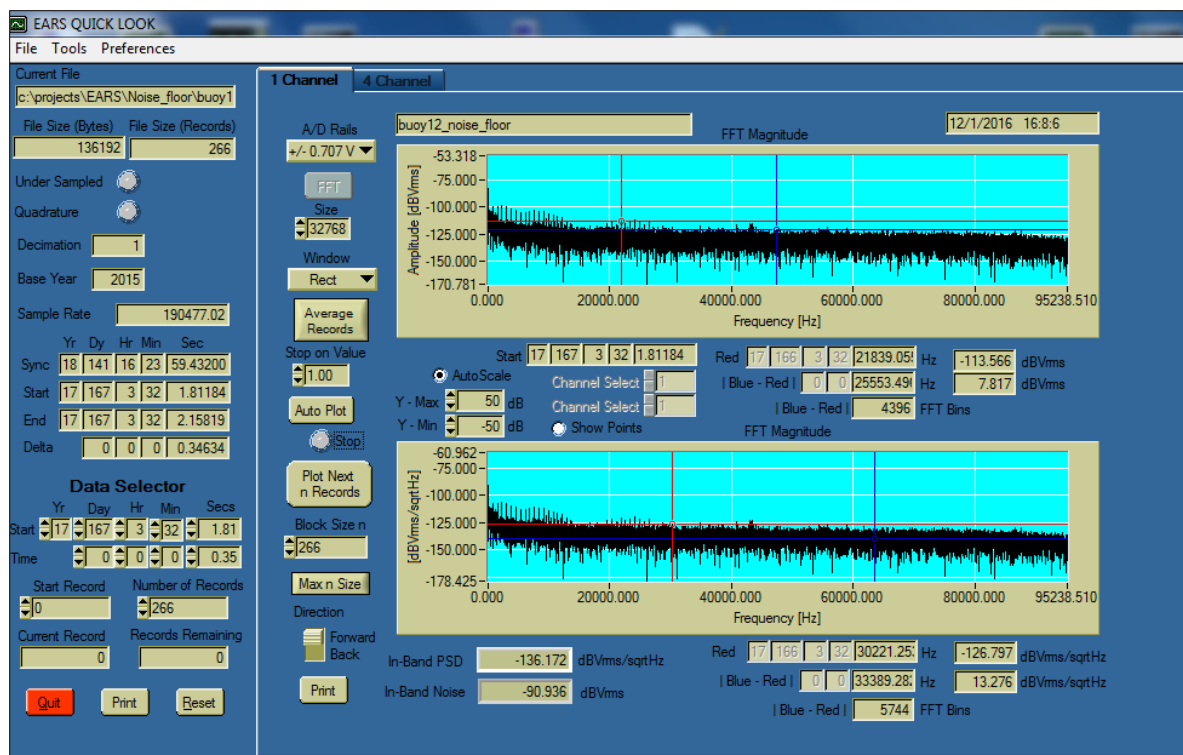 EARS QUICK LOOK
File Tools Preferences
Current File
c:\projects\EARS\Noise_floor\buoy1
File Size (Bytes) File Size (Records)
136192 266
Under Sampled
Quadrature
Decimation 1
Base Year 2015
Sample Rate 190477.02
Yr Dy Hr Min Sec
Sync 18 141 16 23 59.43200
Start 17 167 3 32 1.81184
End 17 167 3 32 2.15819
Delta 0 0 0 0.34634
Data Selector
Yr Day Hr Min Secs
Start 17 167 3 32 1.81
Time 0 0 0 0.35
Start Record Number of Records
0 266
Current Record Records Remaining
0 0
Quit Print Reset
1 Channel 4 Channel
A/D Rails
+/- 0.707 V
FFT
Size
32768
Window
Rect
Average
Records
Stop on Value
1.00
Auto Plot
Stop
Plot Next
n Records
Block Size n
266
Max n Size
Direction
Forward
Back
Print
buoy12_noise_floor FFT Magnitude 12/1/2016 16:8:6
Amplitude [dBVrms]
-53.318
-75.000
-100.000
-125.000
-150.000
-170.781
0.000 20000.000 40000.000 60000.000 80000.000 95238.510
Frequency [Hz]
Start 17 167 3 32 1.81184
AutoScale
Y - Max 50 dB
Y - Min -50 dB
Channel Select 1
Channel Select 1
Show Points
Red 17 166 3 32 21839.055 Hz -113.566 dBVrms
| Blue - Red | 0 0 25553.490 Hz 7.817 dBVrms
| Blue - Red | 4396 FFT Bins
FFT Magnitude
[dBVrms/sqrtHz]
-60.962
-75.000
-100.000
-125.000
-150.000
-178.425
0.000 20000.000 40000.000 60000.000 80000.000 95238.510
Frequency [Hz]
In-Band PSD -136.172 dBVrms/sqrtHz
In-Band Noise -90.936 dBVrms
Red 17 166 3 32 30221.25 Hz -126.797 dBVrms/sqrtHz
| Blue - Red | 0 0 33389.28 Hz 13.276 dBVrms/sqrtHz
| Blue - Red | 5744 FFT Bins